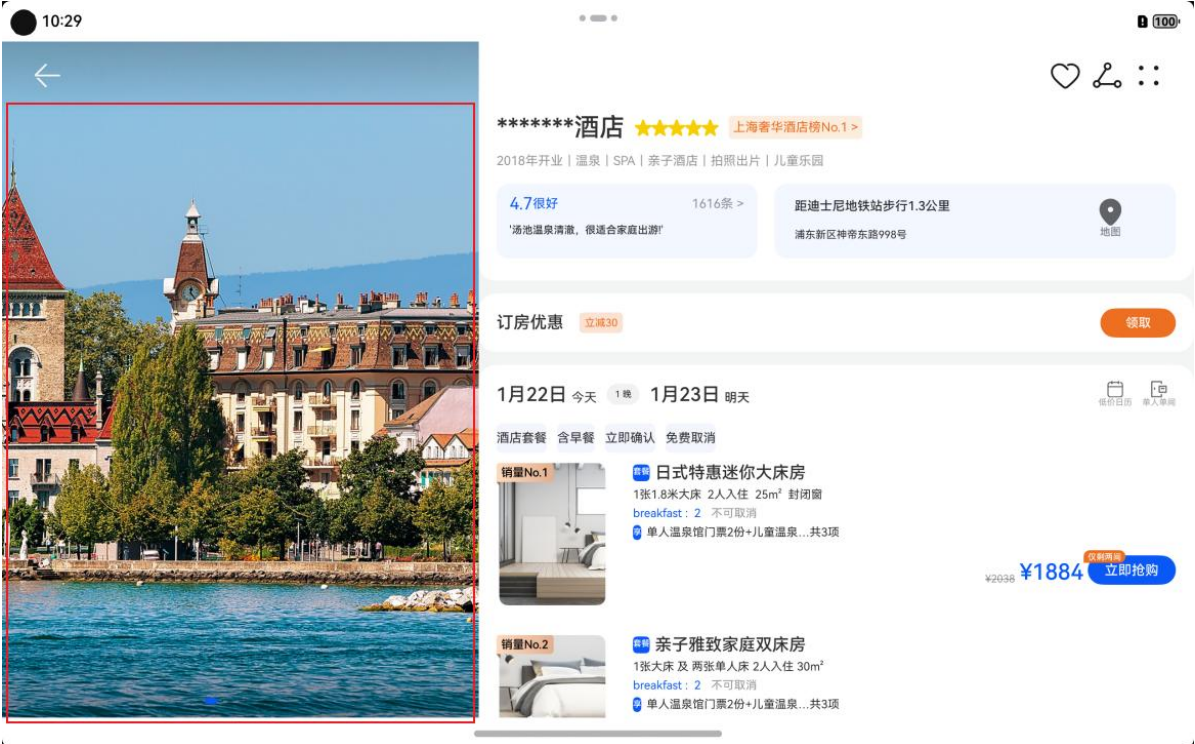 10:29
100
*******酒店
上海奢华酒店榜No.1 >
2018年开业 | 温泉 | SPA | 亲子酒店 | 拍照出片 | 儿童乐园
4.7很好
1616条 >
'汤池温泉清澈，很适合家庭出游!'
距迪士尼地铁站步行1.3公里
浦东新区神帝东路998号
地图
订房优惠
立减30
领取
1月22日 今天
1晚
1月23日 明天
低价日历
单人单间
酒店套餐 含早餐 立即确认 免费取消
销量No.1
套餐 日式特惠迷你大床房
1张1.8米大床 2人入住 25m² 封闭窗
breakfast : 2 不可取消
享 单人温泉馆门票2份+儿童温泉...共3项
仅剩两间
¥2038 ¥1884 立即抢购
销量No.2
套餐 亲子雅致家庭双床房
1张大床 及 两张单人床 2人入住 30m²
breakfast : 2 不可取消
享 单人温泉馆门票2份+儿童温泉...共3项